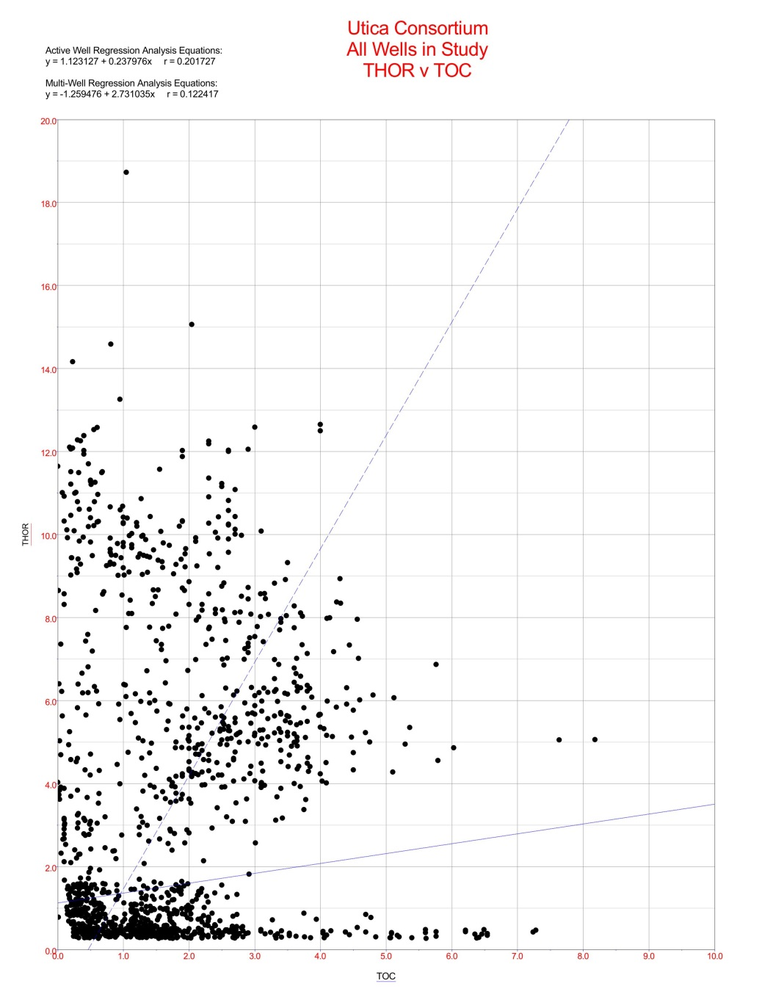 Utica Consortium
All Wells in Study
THOR v TOC
Active Well Regression Analysis Equations:
y = 1.123127 + 0.237976x r = 0.201727
Multi-Well Regression Analysis Equations:
y = -1.259476 + 2.731035x r = 0.122417
20.0
18.0
16.0
14.0
12.0
10.0
8.0
6.0
4.0
2.0
0.0
THOR
0.0 1.0 2.0 3.0 4.0 5.0 6.0 7.0 8.0 9.0 10.0
TOC